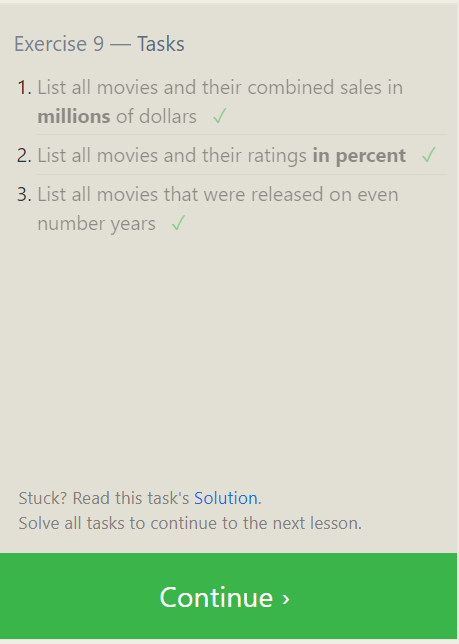 Exercise 9 — Tasks
1. List all movies and their combined sales in
millions of dollars ✓
2. List all movies and their ratings in percent ✓
3. List all movies that were released on even
number years ✓
Stuck? Read this task's Solution.
Solve all tasks to continue to the next lesson.
Continue ›